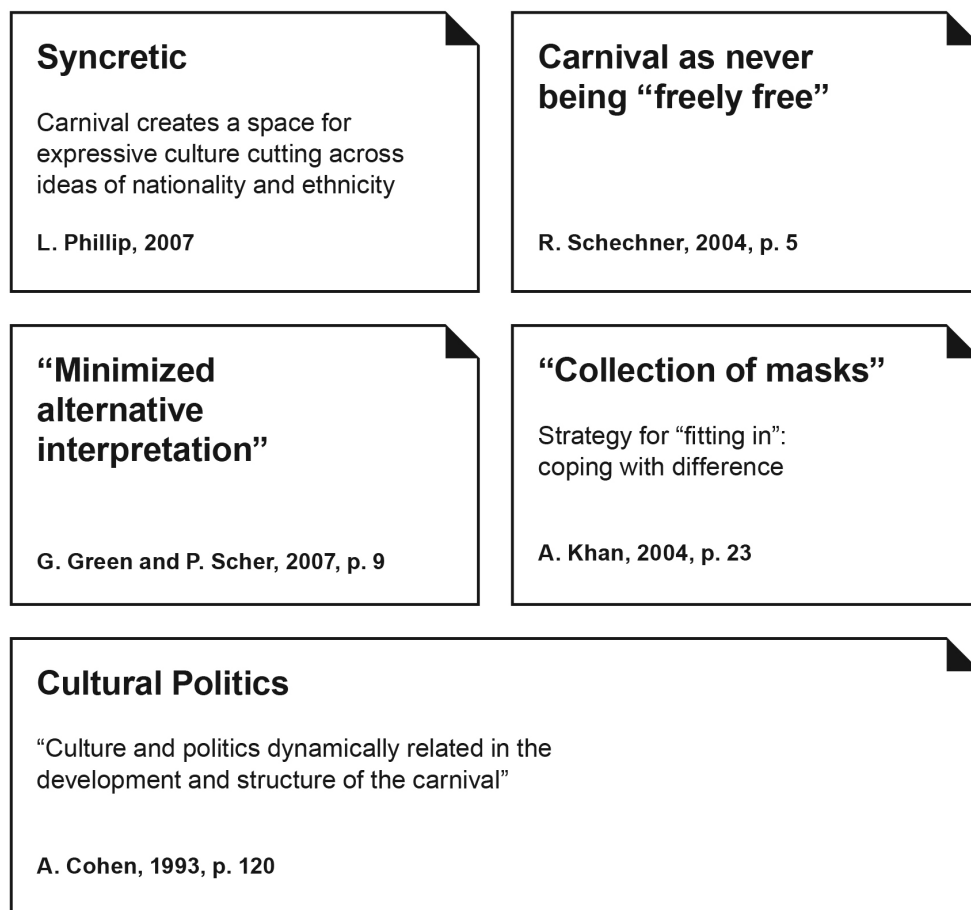 Syncretic
Carnival creates a space for
expressive culture cutting across
ideas of nationality and ethnicity
L. Phillip, 2007
Carnival as never
being “freely free”
R. Schechner, 2004, p. 5
“Minimized
alternative
interpretation”
G. Green and P. Scher, 2007, p. 9
“Collection of masks”
Strategy for “fitting in”:
coping with difference
A. Khan, 2004, p. 23
Cultural Politics
“Culture and politics dynamically related in the
development and structure of the carnival”
A. Cohen, 1993, p. 120